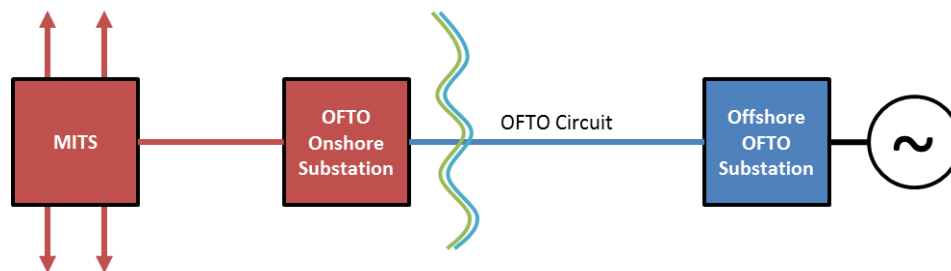 MITS
OFTO
Onshore
Substation
OFTO Circuit
Offshore
OFTO
Substation
~